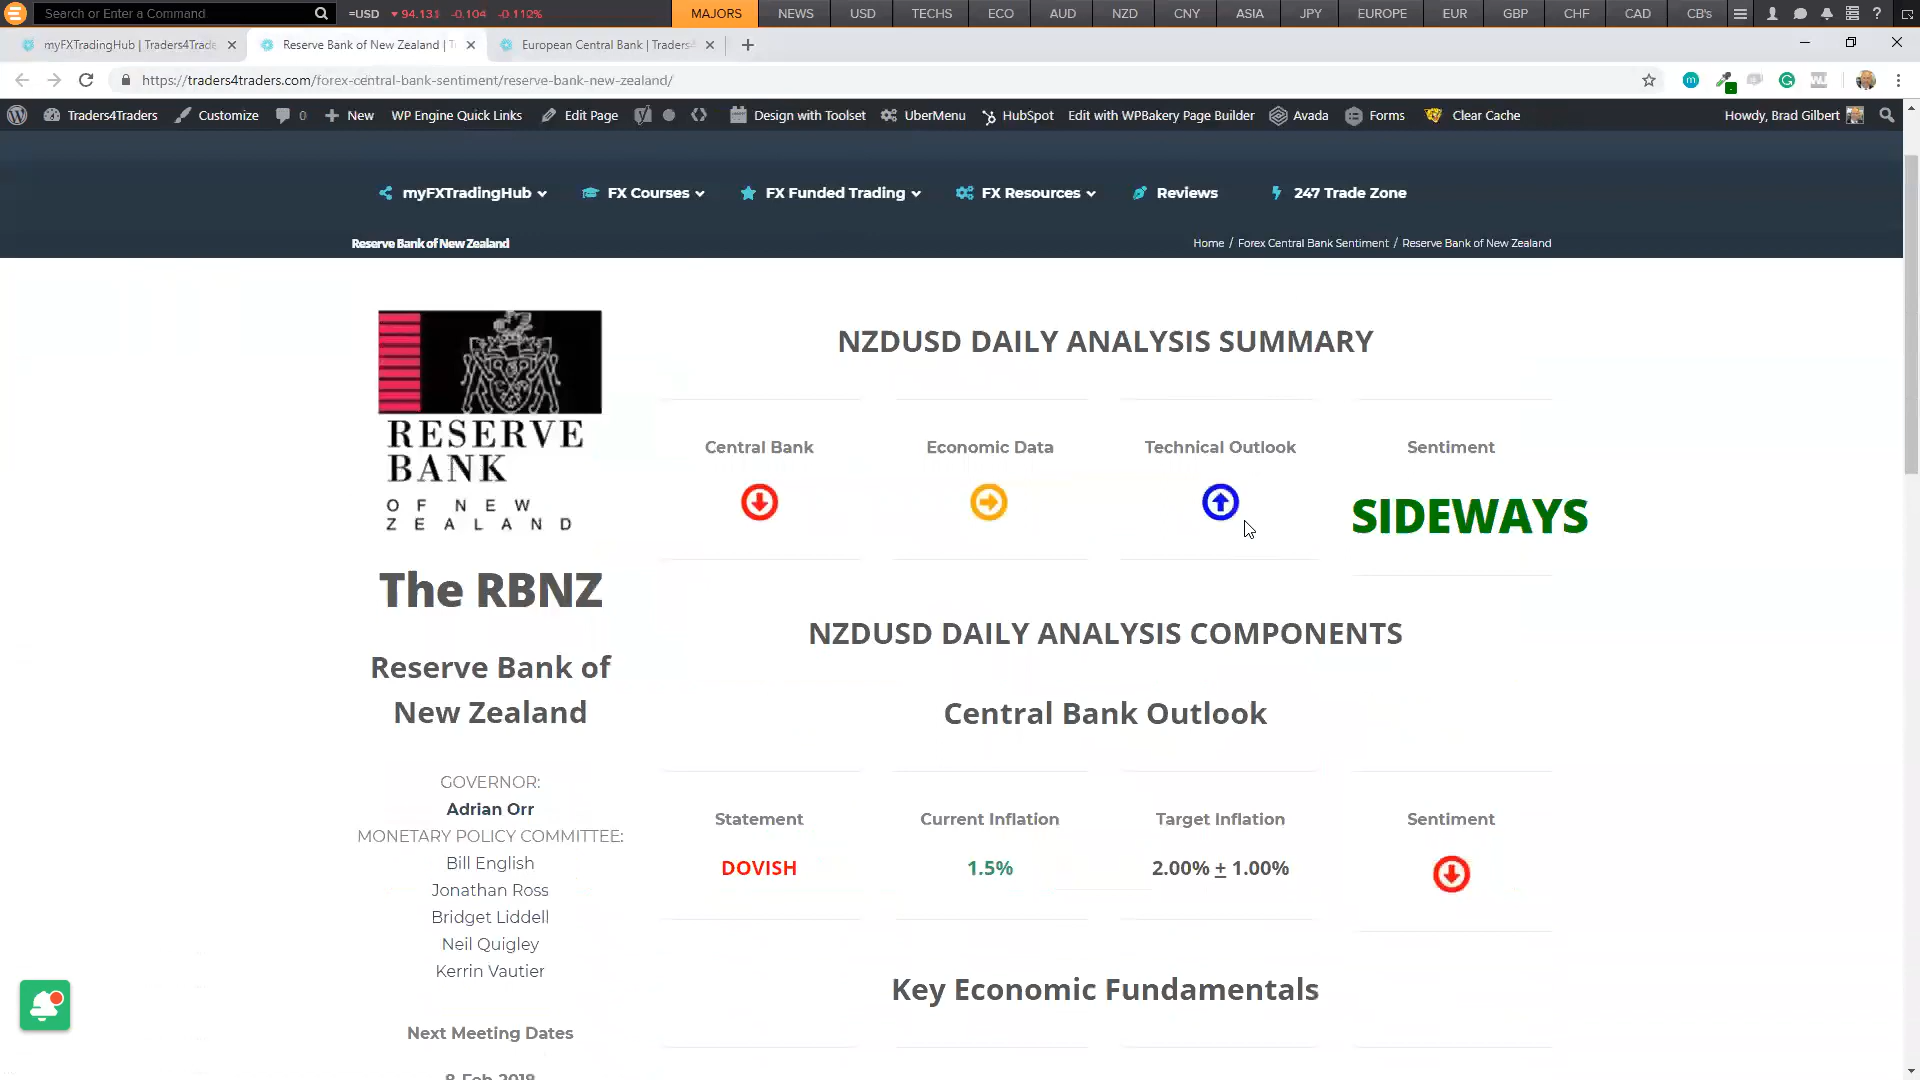 Search or Enter a Command
=USD 94.131 -0.104 -0.110%
MAJORS NEWS USD TECHS ECO AUD NZD CNY ASIA JPY EUROPE EUR GBP CHF CAD CB's
myFXTradingHub | Traders4Trade
Reserve Bank of New Zealand | T
European Central Bank | Traders4
https://traders4traders.com/forex-central-bank-sentiment/reserve-bank-new-zealand/
Traders4Traders Customize 0 New WP Engine Quick Links Edit Page Design with Toolset UberMenu HubSpot Edit with WPBakery Page Builder Avada Forms Clear Cache Howdy, Brad Gilbert
myFXTradingHub FX Courses FX Funded Trading FX Resources Reviews 247 Trade Zone
Reserve Bank of New Zealand
Home / Forex Central Bank Sentiment / Reserve Bank of New Zealand
RESERVE
BANK
OF NEW
ZEALAND
The RBNZ
Reserve Bank of
New Zealand
GOVERNOR:
Adrian Orr
MONETARY POLICY COMMITTEE:
Bill English
Jonathan Ross
Bridget Liddell
Neil Quigley
Kerrin Vautier
Next Meeting Dates
8 Feb 2018
NZDUSD DAILY ANALYSIS SUMMARY
Central Bank Economic Data Technical Outlook Sentiment
SIDEWAYS
NZDUSD DAILY ANALYSIS COMPONENTS
Central Bank Outlook
Statement Current Inflation Target Inflation Sentiment
DOVISH 1.5% 2.00% ± 1.00%
Key Economic Fundamentals